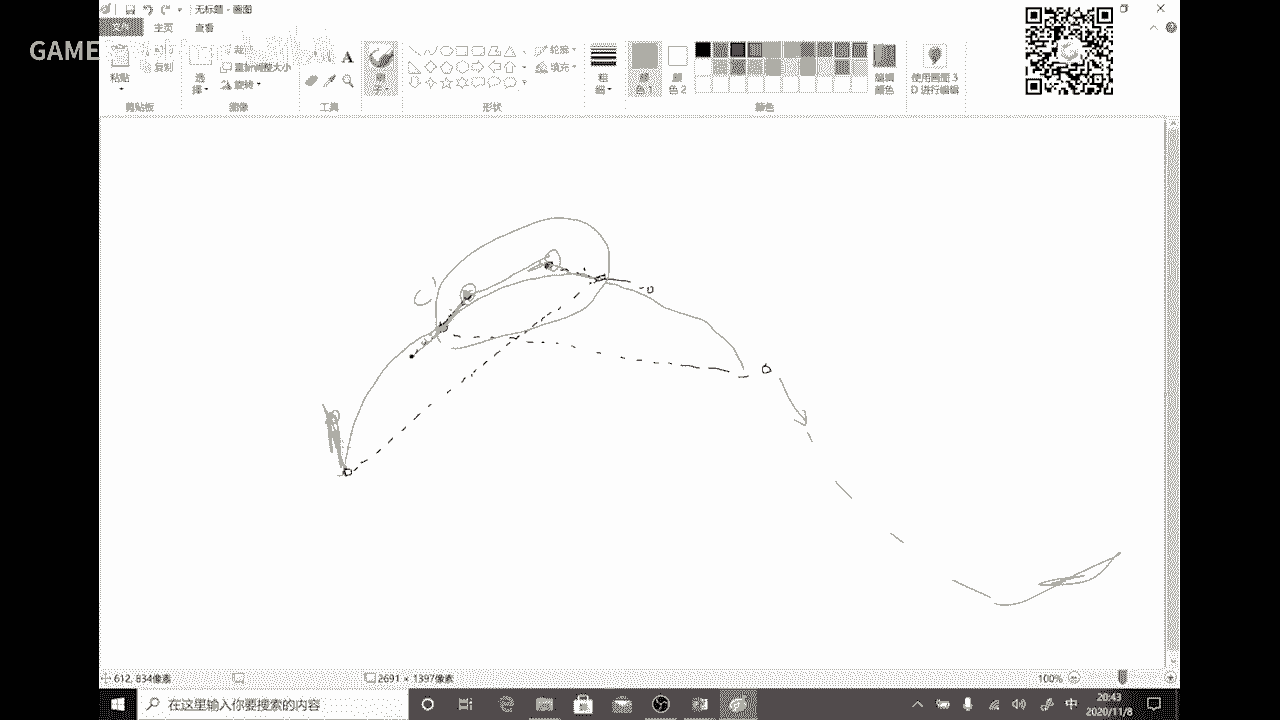 无标题 - 画图
GAME
文件 主页 查看
粘贴
复制
选择
重新调整大小
旋转
A
刷
轮廓
填充
粗细
颜色 1
颜色 2
编辑颜色
使用画图 3D 进行编辑
剪贴板 图像 工具 形状 颜色
612, 834像素
2691 × 1397像素
100%
在这里输入你要搜索的内容
中
20:43
2020/11/8